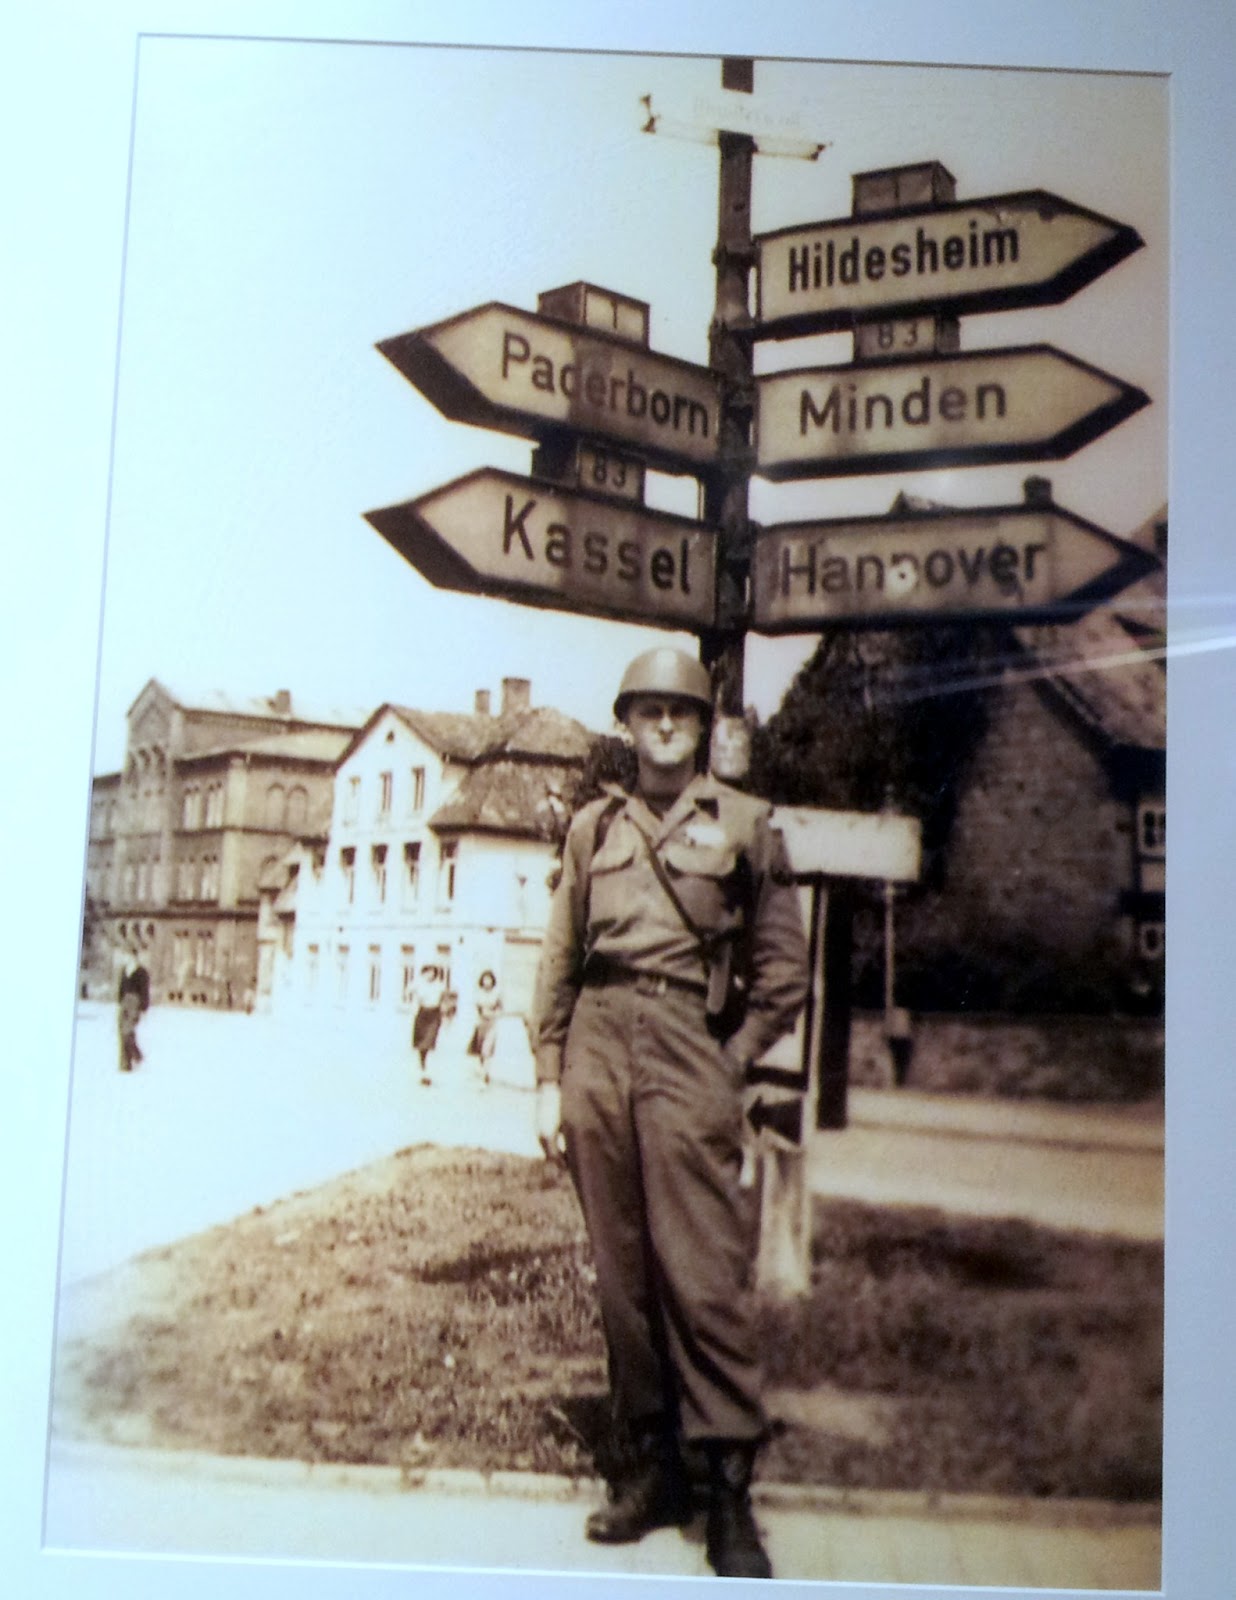 Hildesheim
83
Minden
Hannover
Paderborn
83
Kassel